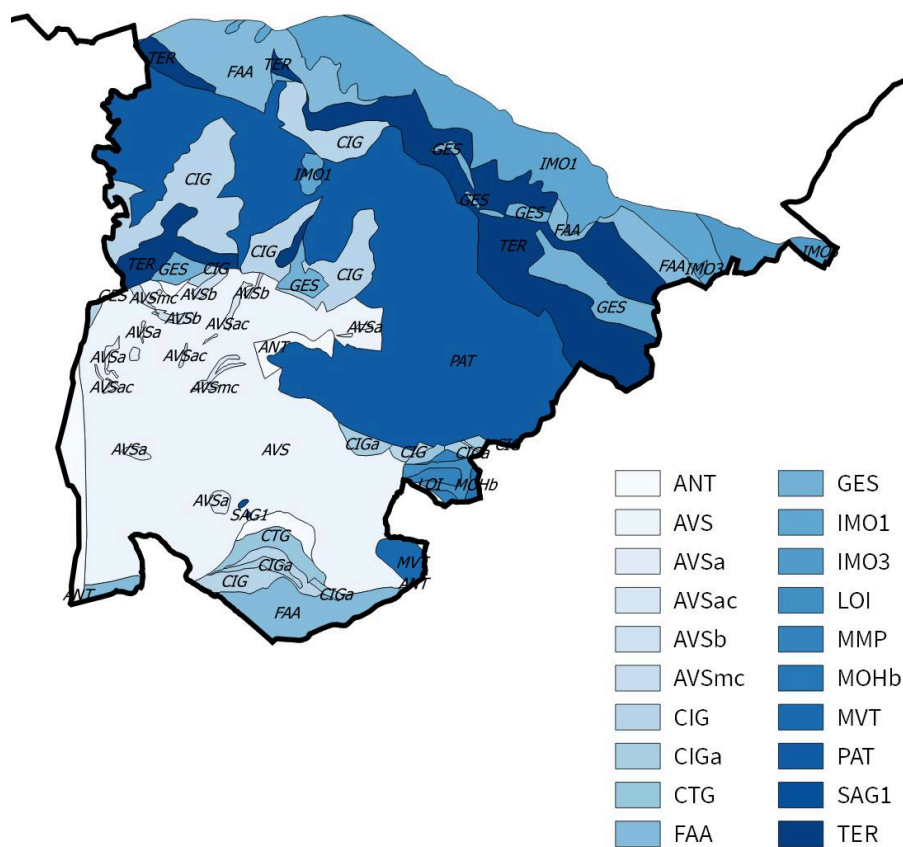 TER
FAA
TER
CIG
GES
IMO1
CIG
IMO1
GES
GES
FAA
TER
CIG
TER
GES
CIG
CIG
GES
FAA
IMO3
IMO3
GES
AVSmc
AVSb
AVSb
AVSb
AVSac
AVSa
AVSa
GES
ANT
AVSa
AVSac
PAT
AVSac
AVSmc
AVSa
AVS
CIGa
CIG
CIGa
CIG
LOI
MOHb
AVSa
SAG1
CTG
MVT
CIGa
CIG
ANT
ANT
CIGa
FAA
ANT GES
AVS IMO1
AVSa IMO3
AVSac LOI
AVSb MMP
AVSmc MOHb
CIG MVT
CIGa PAT
CTG SAG1
FAA TER